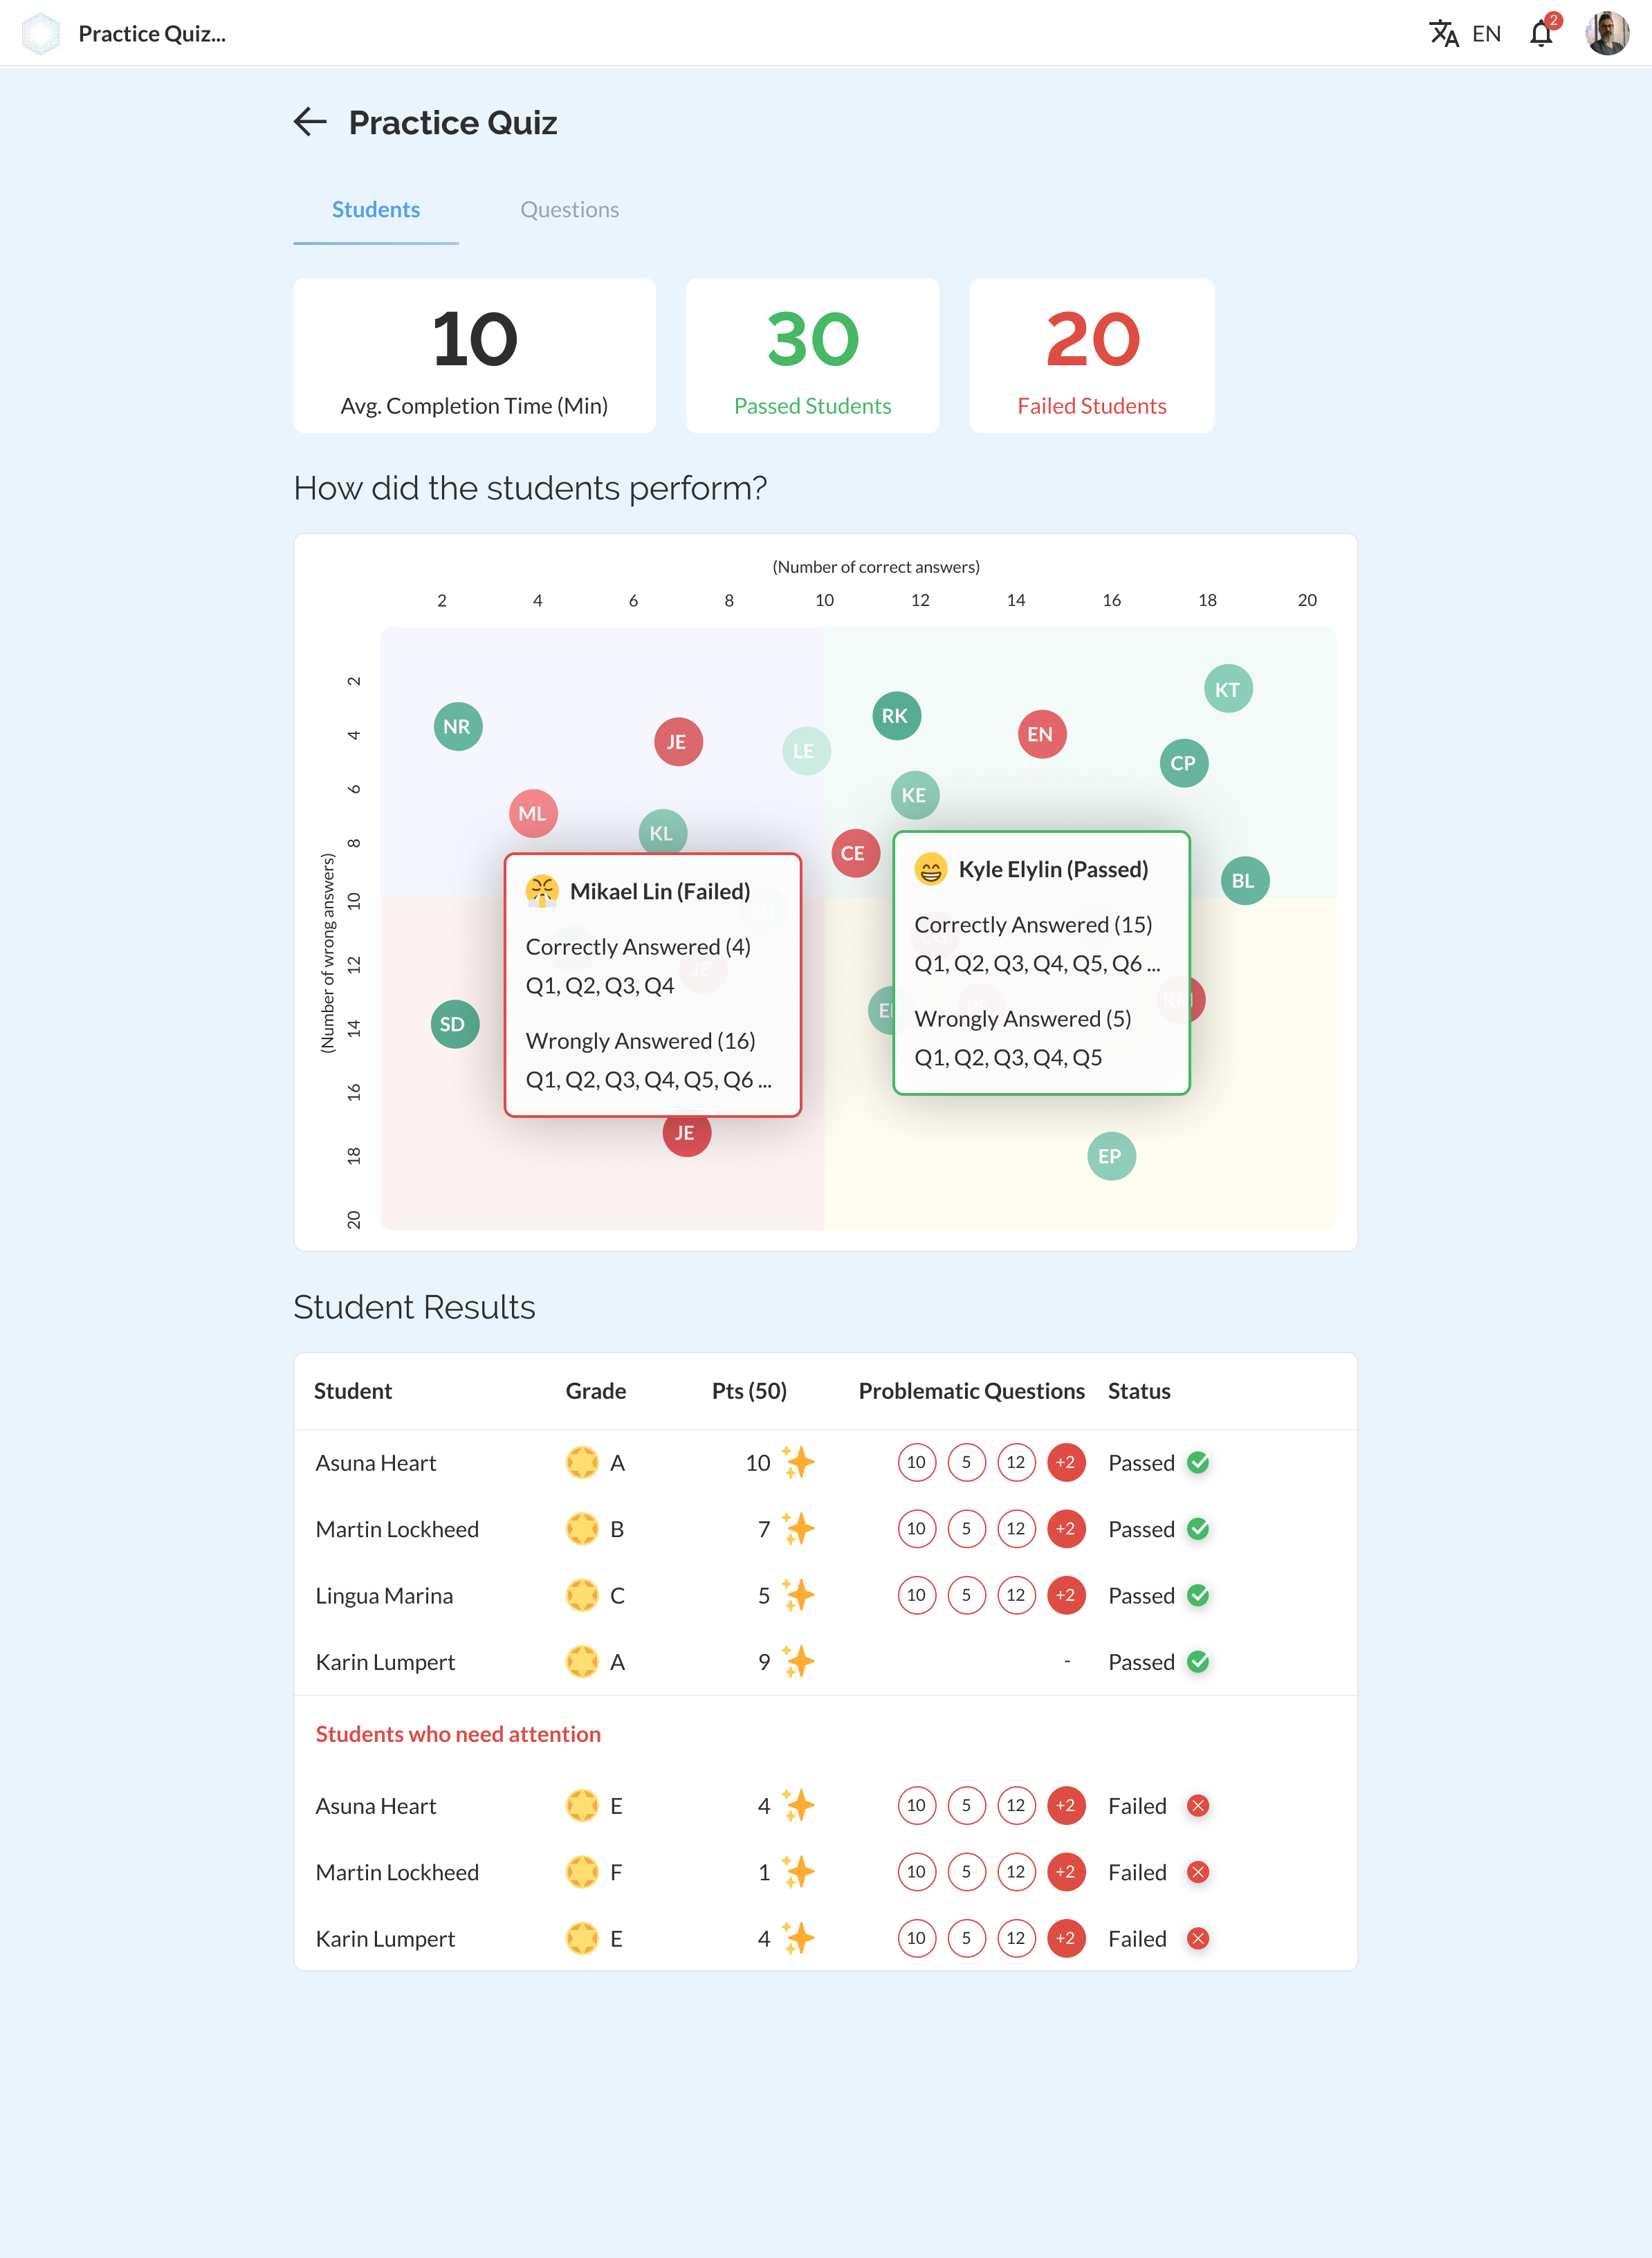 Practice Quiz...
EN
2
Practice Quiz
Students
Questions
10
Avg. Completion Time (Min)
30
Passed Students
20
Failed Students
How did the students perform?
(Number of correct answers)
2 4 6 8 10 12 14 16 18 20
(Number of wrong answers)
2
4
6
8
10
12
14
16
18
20
KT
NR
RK
EN
JE
LE
CP
KE
ML
KL
CE
BL
Mikael Lin (Failed)
Correctly Answered (4)
Q1, Q2, Q3, Q4
Wrongly Answered (16)
Q1, Q2, Q3, Q4, Q5, Q6 ...
Kyle Elylin (Passed)
Correctly Answered (15)
Q1, Q2, Q3, Q4, Q5, Q6 ...
Wrongly Answered (5)
Q1, Q2, Q3, Q4, Q5
JE
RM
SD
JE
EP
Student Results
Student Grade Pts (50) Problematic Questions Status
Asuna Heart A 10 10 5 12 +2 Passed
Martin Lockheed B 7 10 5 12 +2 Passed
Lingua Marina C 5 10 5 12 +2 Passed
Karin Lumpert A 9 - Passed
Students who need attention
Asuna Heart E 4 10 5 12 +2 Failed
Martin Lockheed F 1 10 5 12 +2 Failed
Karin Lumpert E 4 10 5 12 +2 Failed